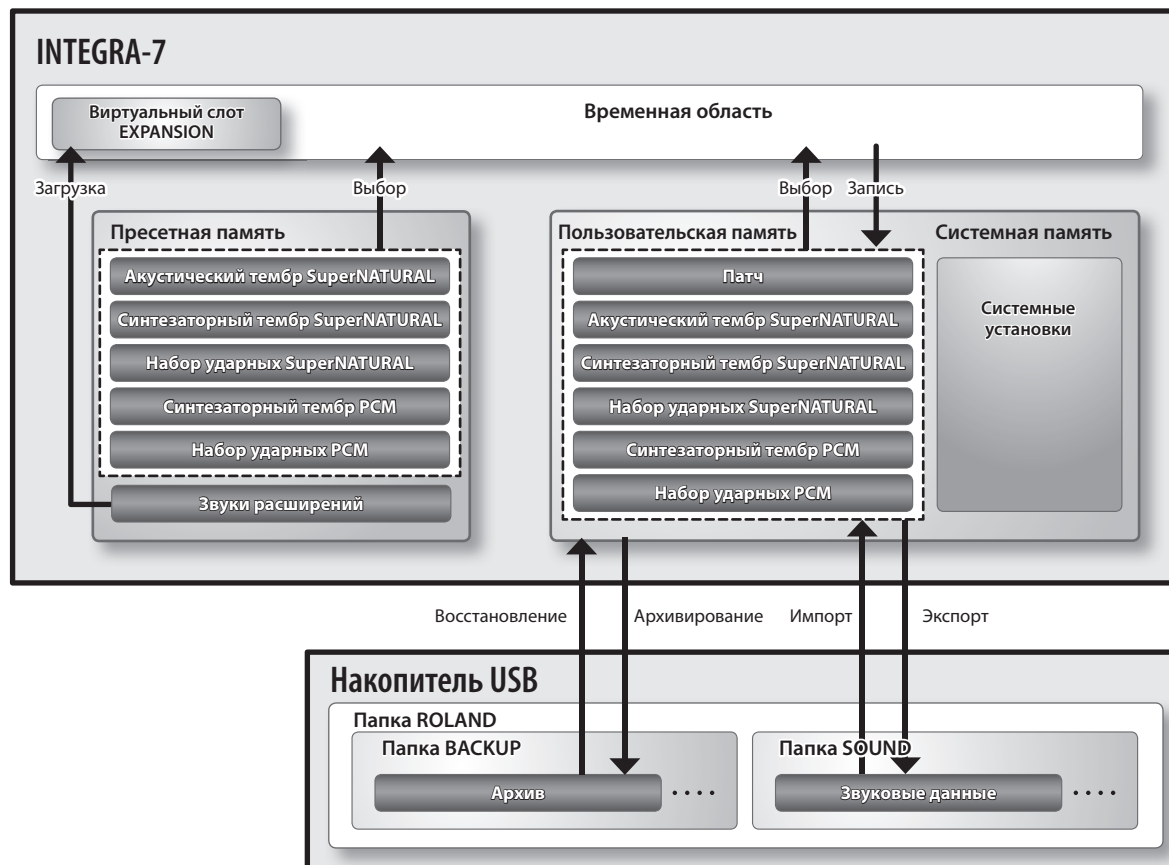 INTEGRA-7
Виртуальный слот
EXPANSION
Временная область
Загрузка
Выбор
Выбор
Запись
Пресетная память
Акустический тембр SuperNATURAL
Синтезаторный тембр SuperNATURAL
Набор ударных SuperNATURAL
Синтезаторный тембр PCM
Набор ударных PCM
Звуки расширений
Пользовательская память
Патч
Акустический тембр SuperNATURAL
Синтезаторный тембр SuperNATURAL
Набор ударных SuperNATURAL
Синтезаторный тембр PCM
Набор ударных PCM
Системная память
Системные
установки
Восстановление
Архивирование
Импорт
Экспорт
Накопитель USB
Папка ROLAND
Папка BACKUP
Архив
Папка SOUND
Звуковые данные